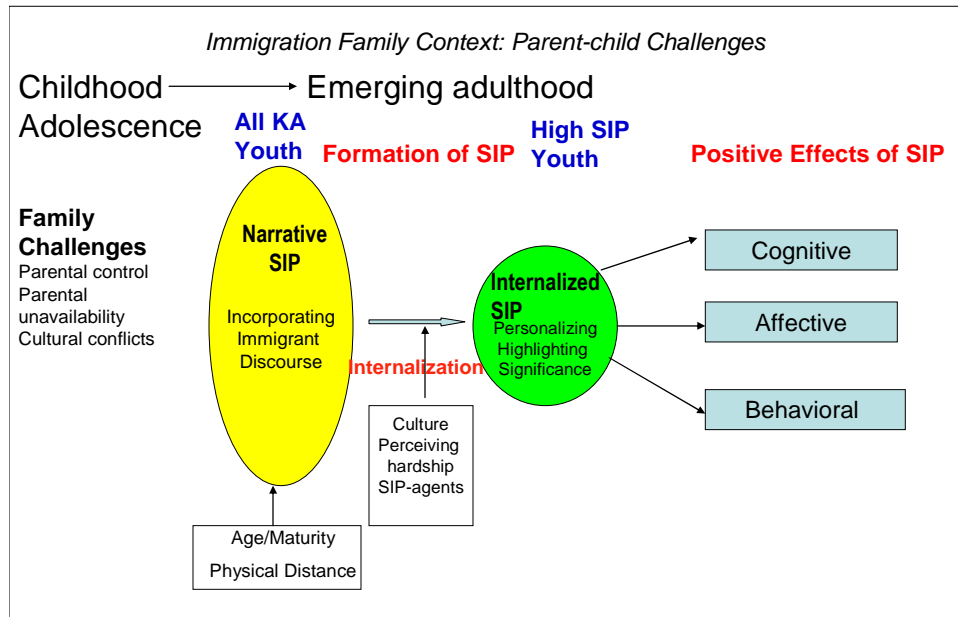 Immigration Family Context: Parent-child Challenges
Childhood
Emerging adulthood
Adolescence
All KA
Youth
Formation of SIP
High SIP
Youth
Positive Effects of SIP
Family
Challenges
Parental control
Parental
unavailability
Cultural conflicts
Narrative
SIP
Incorporating
Immigrant
Discourse
Internalization
Culture
Perceiving
hardship
SIP-agents
Age/Maturity
Physical Distance
Internalized
SIP
Personalizing
Highlighting
Significance
Cognitive
Affective
Behavioral